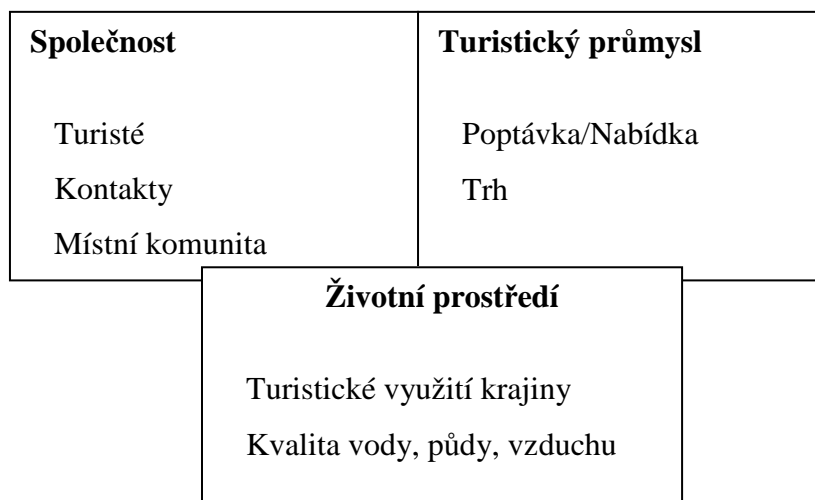 Společnost
Turisté
Kontakty
Místní komunita
Turistický průmysl
Poptávka/Nabídka
Trh
Životní prostředí
Turistické využití krajiny
Kvalita vody, půdy, vzduchu